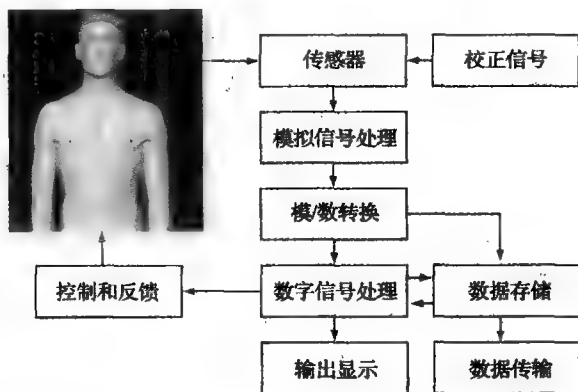 传感器
校正信号
模拟信号处理
模/数转换
控制和反馈
数字信号处理
数据存储
输出显示
数据传输